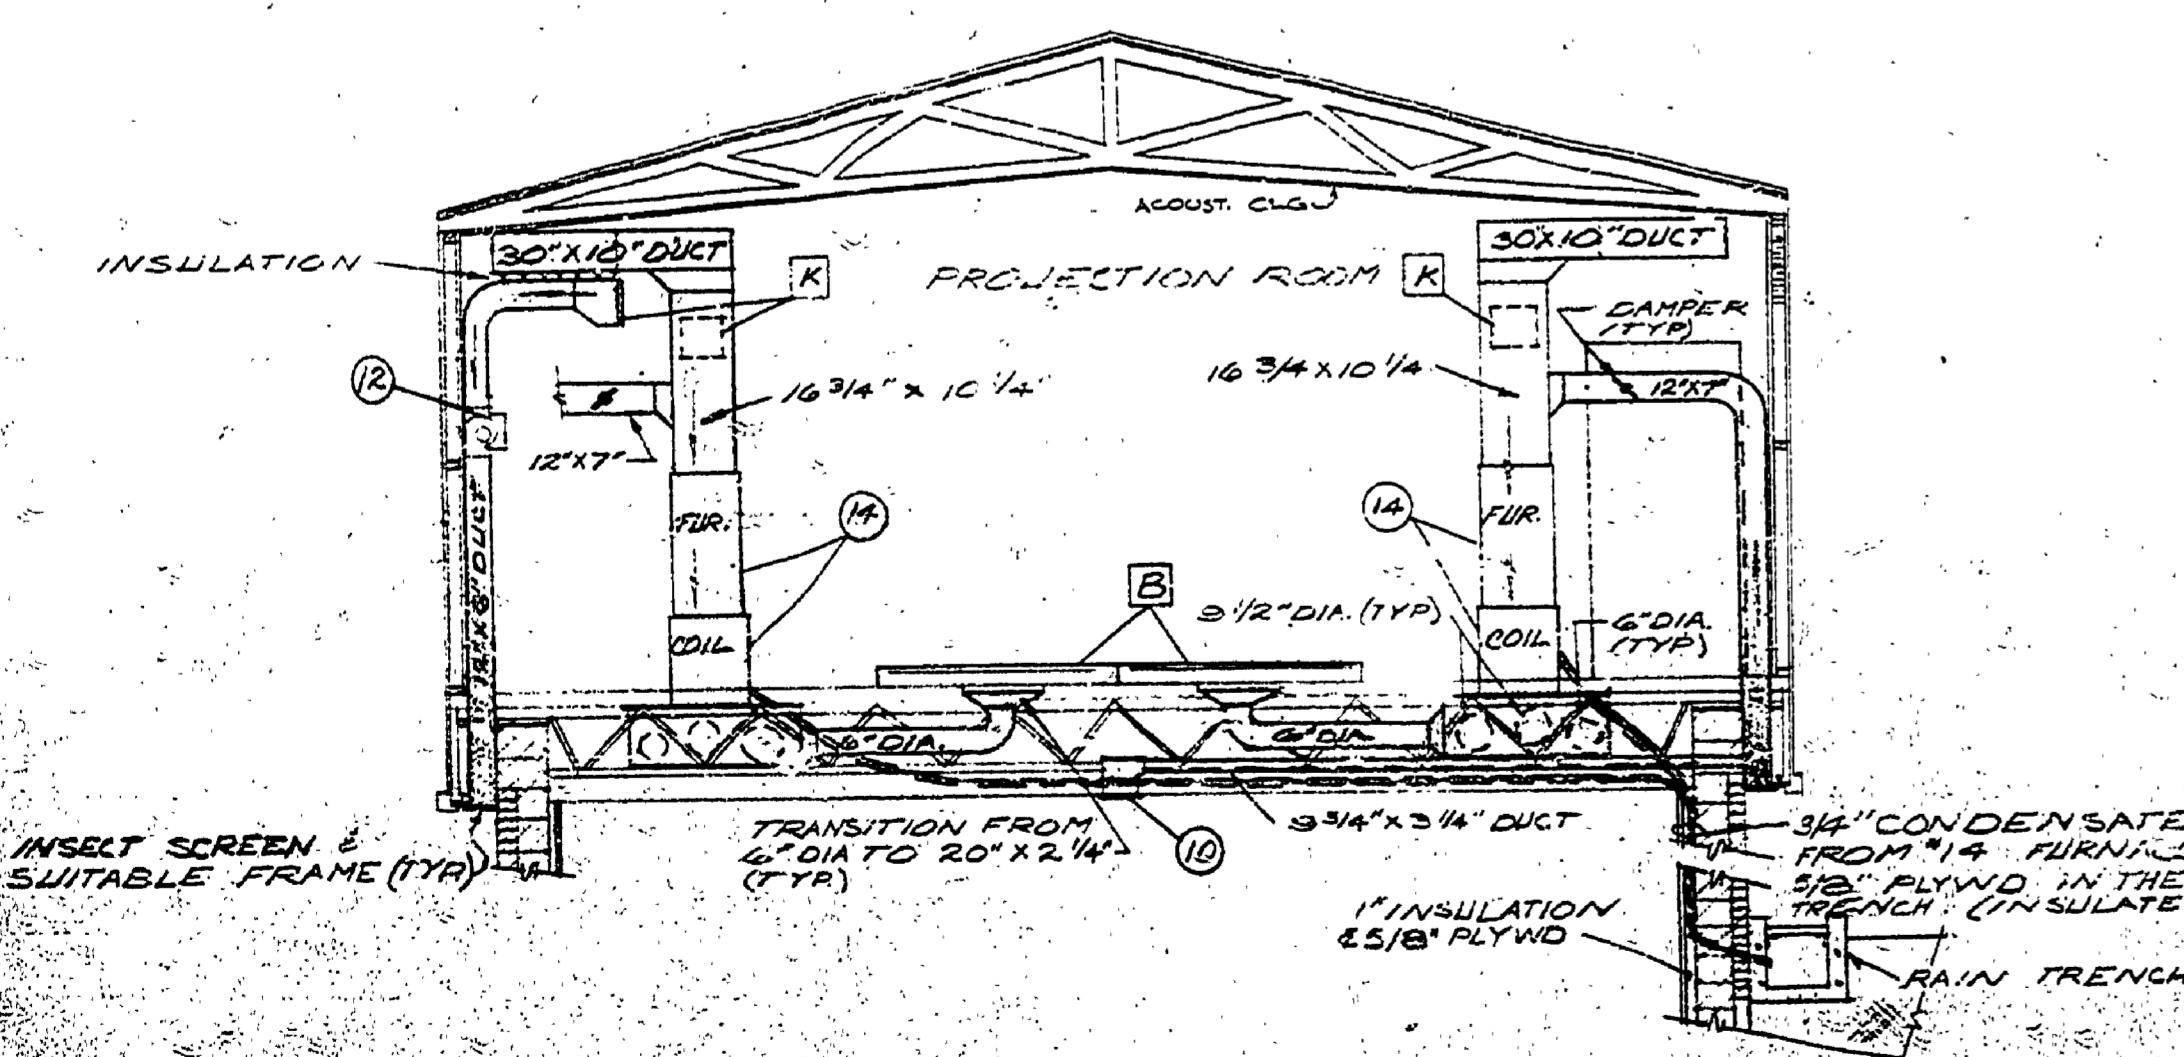 ACOUST. CLG
INSULATION
30"X10"DUCT
K
PROJECTION ROOM
K
30X10"DUCT
DAMPER
(TYP)
12
16 3/4" X 10 1/4"
16 3/4 X 10 1/4
12"X7"
12"X7"
FUR.
14
14
FUR.
B
9 1/2" DIA. (TYP)
COIL
COIL
6" DIA.
(TYP)
6" DIA.
6" DIA
INSECT SCREEN &
SUITABLE FRAME (TYP)
TRANSITION FROM
6" DIA TO 20" X 2 1/4"
(TYP.)
10
9 3/4" X 3 1/4" DUCT
3/4" CONDENSATE
FROM #14
5/8" PLYWD IN THE
TRENCH (INSULATE
1" INSULATION
& 5/8" PLYWD
RAIN TRENCH